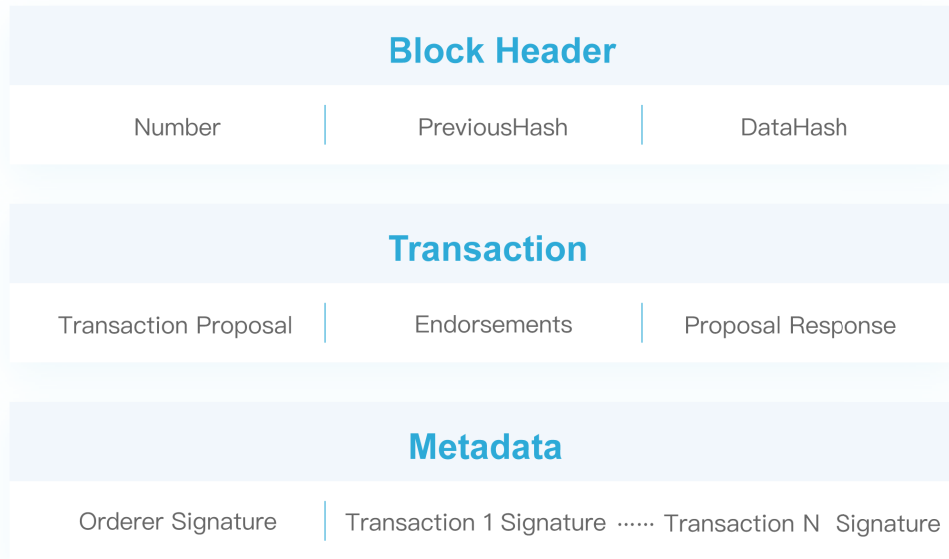 Block Header
Number PreviousHash DataHash
Transaction
Transaction Proposal Endorsements Proposal Response
Metadata
Orderer Signature Transaction 1 Signature ······ Transaction N Signature